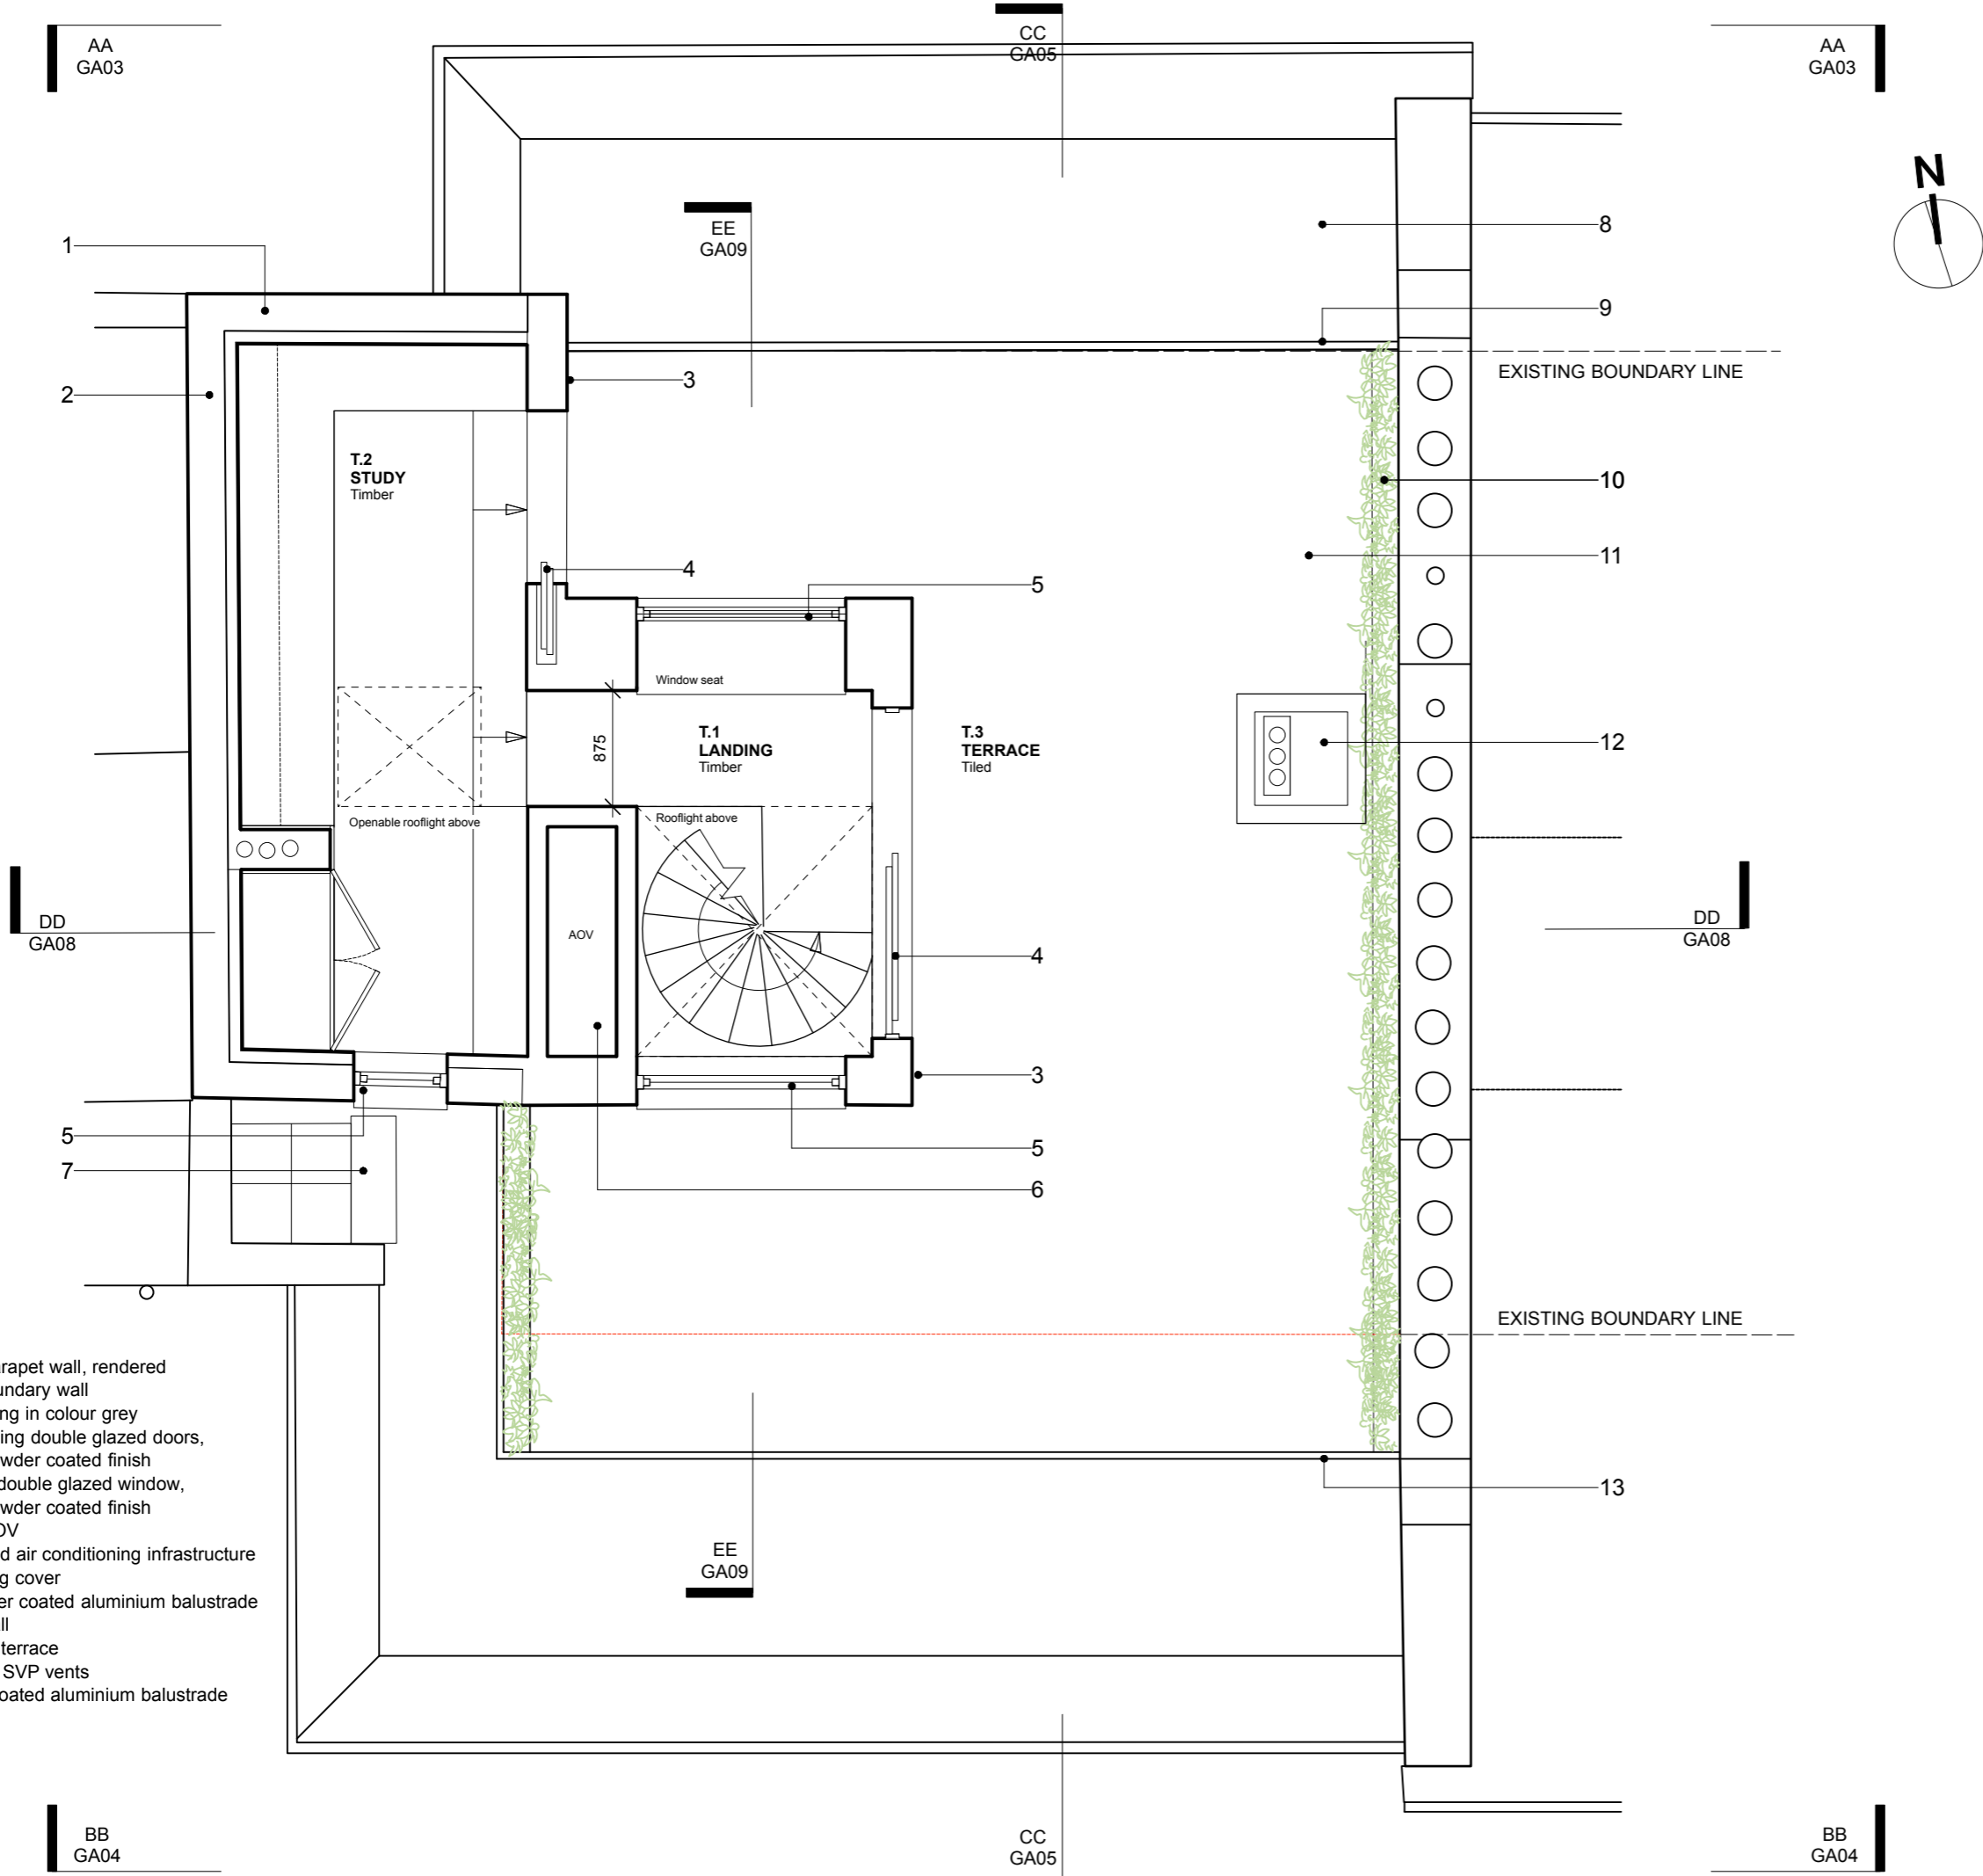 AA
GA03
CC
GA05
AA
GA03
N
EE
GA09
1
8
9
2
3
EXISTING BOUNDARY LINE
T.2
STUDY
Timber
10
4
5
11
Window seat
875
T.1
LANDING
Timber
T.3
TERRACE
Tiled
12
Openable rooflight above
Rooflight above
DD
GA08
AOV
DD
GA08
4
3
5
5
7
6
EXISTING BOUNDARY LINE
arapet wall, rendered
undary wall
ng in colour grey
ing double glazed doors,
wder coated finish
double glazed window,
wder coated finish
OV
d air conditioning infrastructure
g cover
er coated aluminium balustrade
ll
terrace
SVP vents
oated aluminium balustrade
13
EE
GA09
BB
GA04
CC
GA05
BB
GA04